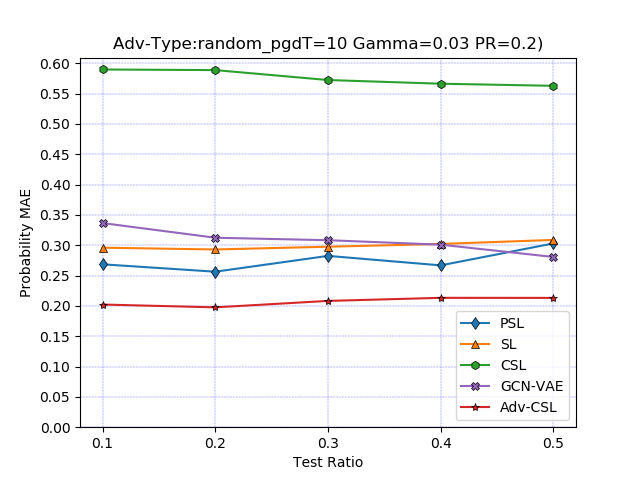 Adv-Type:random_pgdT=10 Gamma=0.03 PR=0.2)
Probability MAE
0.60
0.55
0.50
0.45
0.40
0.35
0.30
0.25
0.20
0.15
0.10
0.05
0.00
PSL
SL
CSL
GCN-VAE
Adv-CSL
0.1 0.2 0.3 0.4 0.5
Test Ratio